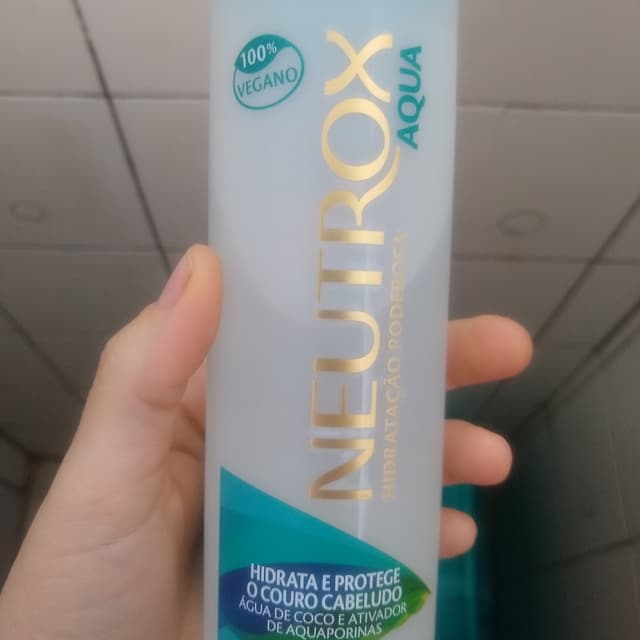 100%
VEGANO
NEUTROX
AQUA
HIDRATAÇÃO PODEROSA
HIDRATA E PROTEGE
O COURO CABELUDO
ÁGUA DE COCO E ATIVADOR
DE AQUAPORINAS